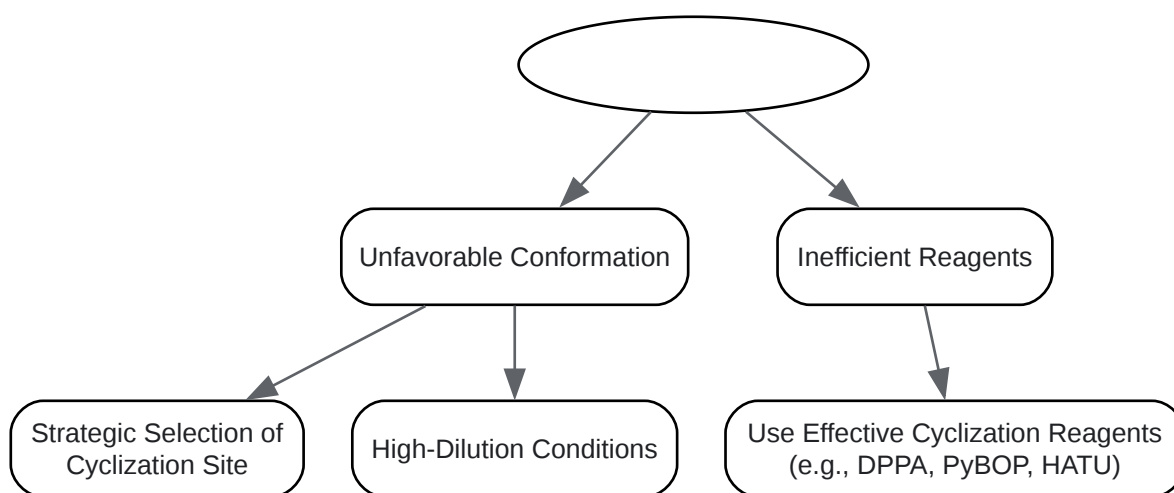 Unfavorable Conformation
Inefficient Reagents
Strategic Selection of
Cyclization Site
High-Dilution Conditions
Use Effective Cyclization Reagents
(e.g., DPPA, PyBOP, HATU)